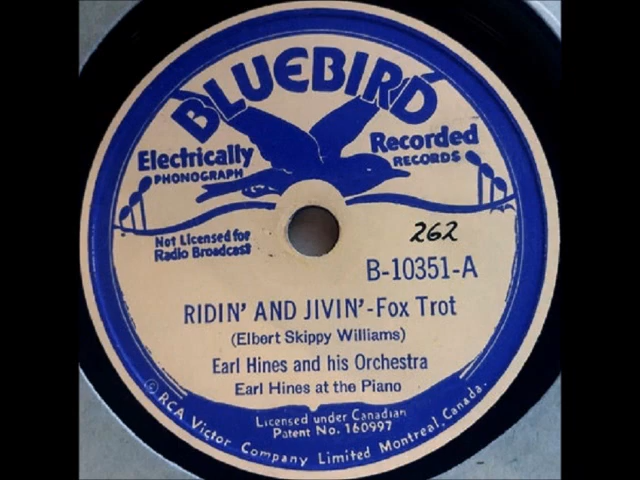 BLUEBIRD
Electrically Recorded
PHONOGRAPH RECORDS
Not Licensed for
Radio Broadcast
262
B-10351-A
RIDIN' AND JIVIN'-Fox Trot
(Elbert Skippy Williams)
Earl Hines and his Orchestra
Earl Hines at the Piano
Licensed under Canadian
Patent No. 160997
© RCA Victor Company Limited Montreal, Canada.